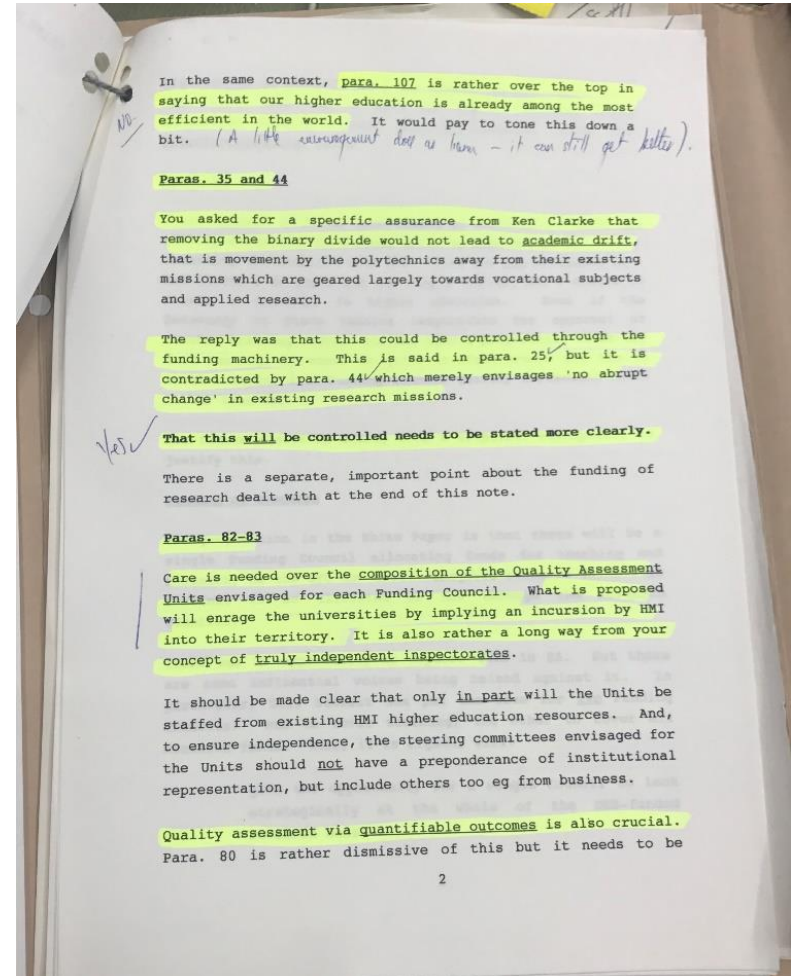 In the same context, para. 107 is rather over the top in
saying that our higher education is already among the most
efficient in the world. It would pay to tone this down a
NO.
bit. (A little encouragement does no harm – it can still get better).
Paras. 35 and 44
You asked for a specific assurance from Ken Clarke that
removing the binary divide would not lead to academic drift,
that is movement by the polytechnics away from their existing
missions which are geared largely towards vocational subjects
and applied research.
The reply was that this could be controlled through the
funding machinery. This is said in para. 25, but it is
contradicted by para. 44 which merely envisages 'no abrupt
change' in existing research missions.
Yes
That this will be controlled needs to be stated more clearly.
There is a separate, important point about the funding of
research dealt with at the end of this note.
Paras. 82-83
Care is needed over the composition of the Quality Assessment
Units envisaged for each Funding Council. What is proposed
will enrage the universities by implying an incursion by HMI
into their territory. It is also rather a long way from your
concept of truly independent inspectorates.
It should be made clear that only in part will the Units be
staffed from existing HMI higher education resources. And,
to ensure independence, the steering committees envisaged for
the Units should not have a preponderance of institutional
representation, but include others too eg from business.
Quality assessment via quantifiable outcomes is also crucial.
Para. 80 is rather dismissive of this but it needs to be
2